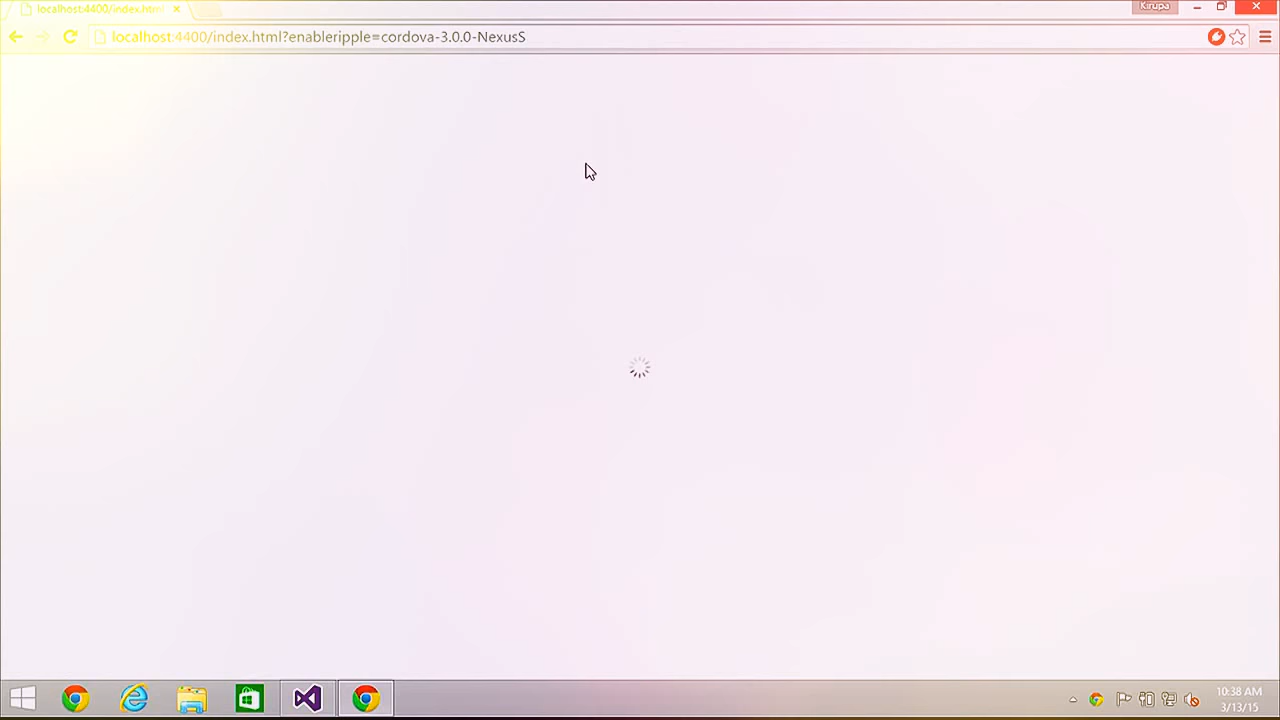 localhost:4400/index.html
Kirupa
localhost:4400/index.html?enableripple=cordova-3.0.0-NexusS
10:38 AM
3/13/15